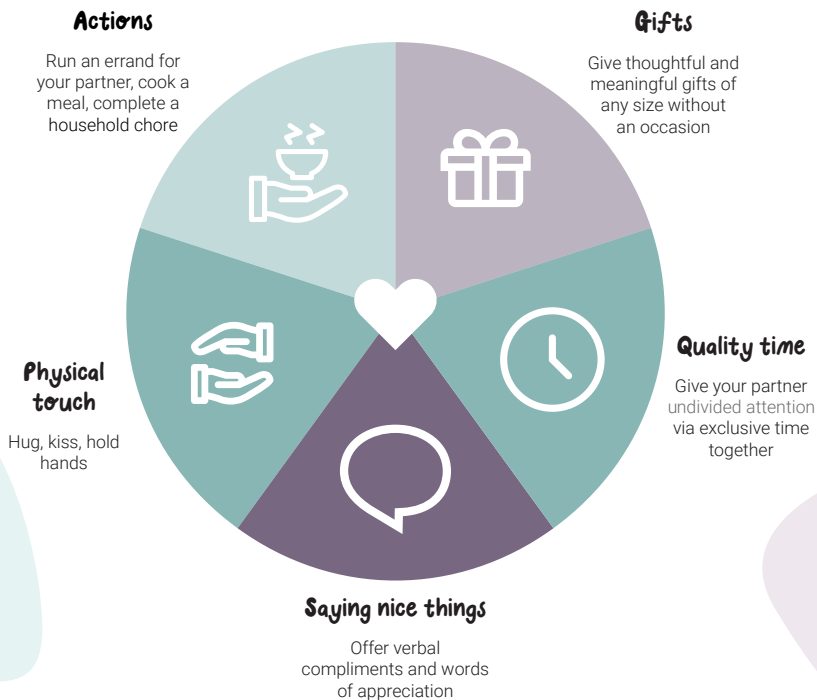 Actions
Run an errand for
your partner, cook a
meal, complete a
household chore
Gifts
Give thoughtful and
meaningful gifts of
any size without
an occasion
Quality time
Give your partner
undivided attention
via exclusive time
together
Physical
touch
Hug, kiss, hold
hands
Saying nice things
Offer verbal
compliments and words
of appreciation